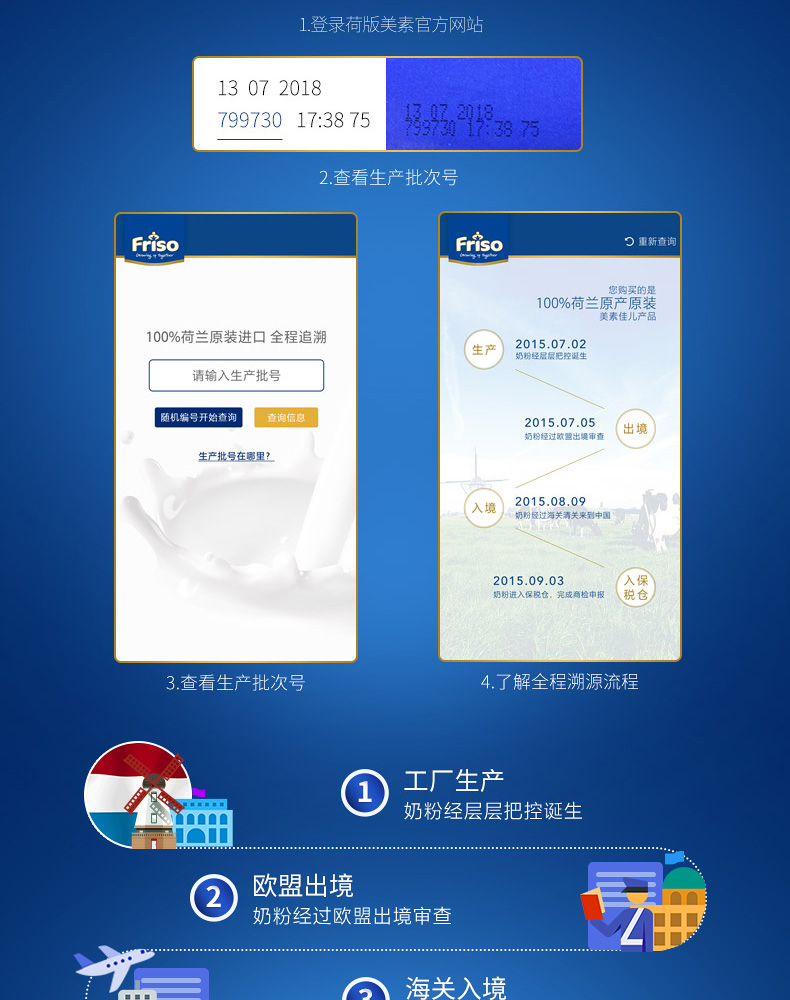 1.登录荷版美素官方网站
13 07 2018
799730 17:38 75
13 07 2018
799730 17:38 75
2.查看生产批次号
Friso
Growing up together
100%荷兰原装进口 全程追溯
请输入生产批号
随机编号开始查询
查询信息
生产批号在哪里?
3.查看生产批次号
Friso
Growing up together
重新查询
您购买的是
100%荷兰原产原装
美素佳儿产品
生产
2015.07.02
奶粉经层层把控诞生
2015.07.05
奶粉经过欧盟出境审查
出境
入境
2015.08.09
奶粉经过海关清关来到中国
2015.09.03
奶粉进入保税仓，完成商检申报
入保
税仓
4.了解全程溯源流程
1
工厂生产
奶粉经层层把控诞生
2
欧盟出境
奶粉经过欧盟出境审查
3
海关入境